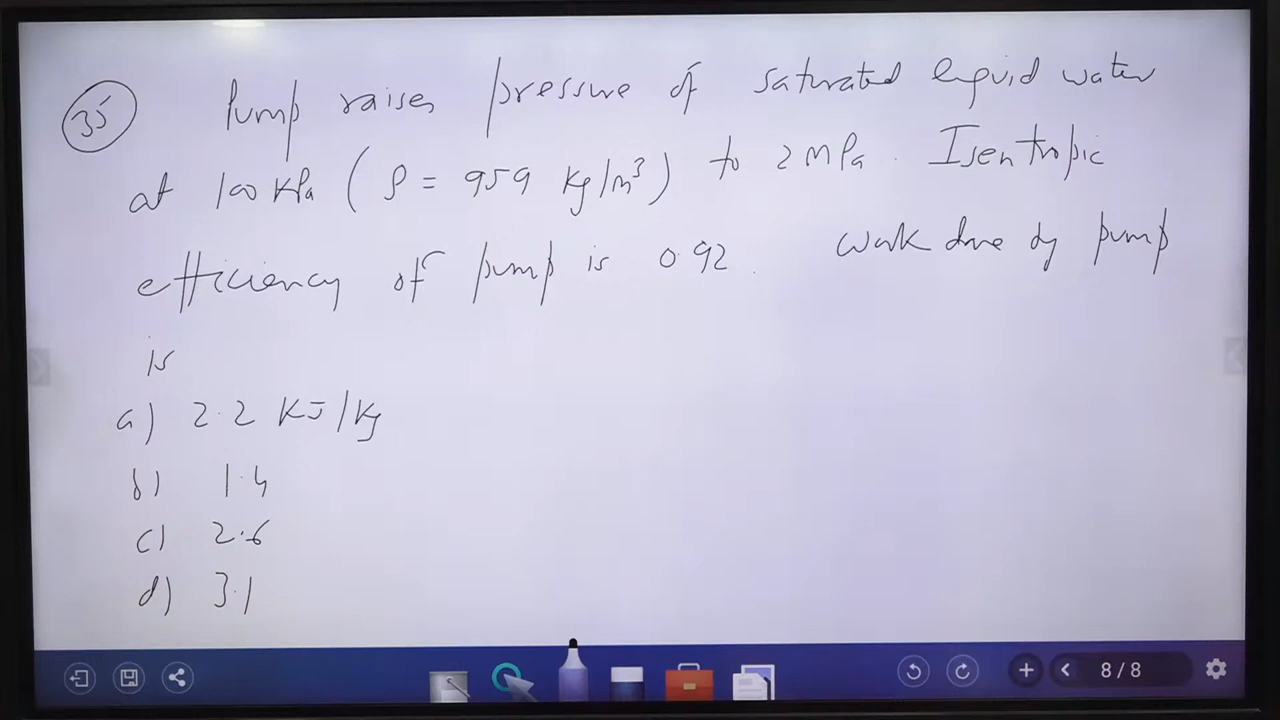 35 Pump raises pressure of saturated liquid water
at 100 kPa (ρ = 959 kg/m³) to 2 MPa. Isentropic
efficiency of pump is 0.92. Work done by pump
is
a) 2.2 KJ/Kg
b) 1.4
c) 2.6
d) 3.1
8/8